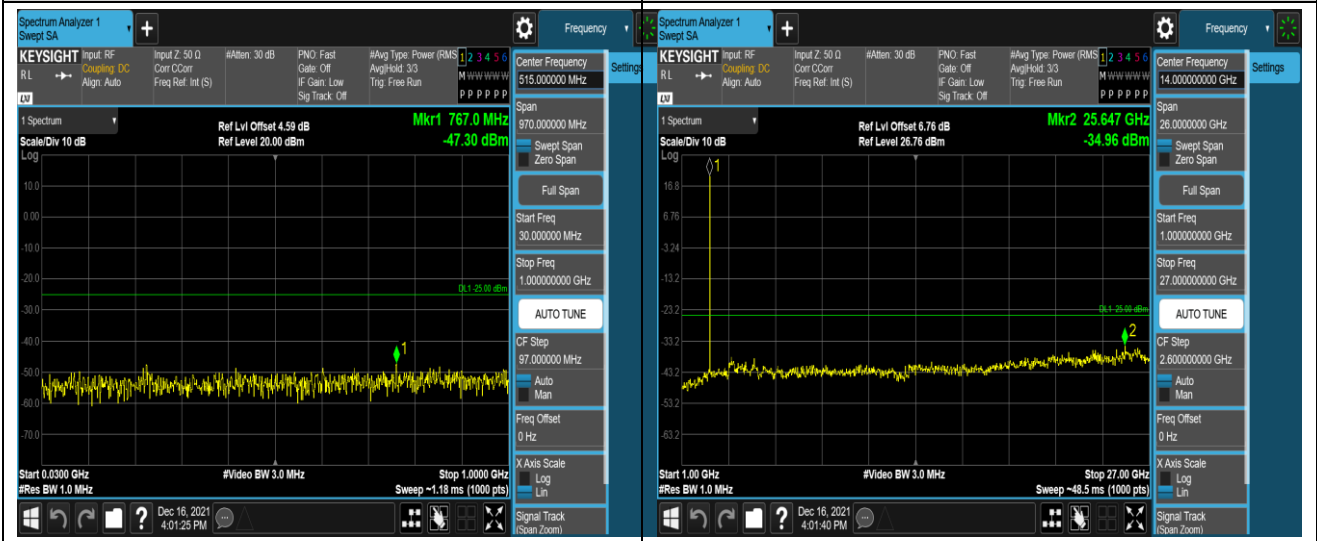 Spectrum Analyzer 1
Swept SA
+
Frequency
KEYSIGHT
RL
LXI
Input: RF
Coupling: DC
Align: Auto
Input Z: 50 Ω
Corr CCorr
Freq Ref: Int (S)
#Atten: 30 dB
PNO: Fast
Gate: Off
IF Gain: Low
Sig Track: Off
#Avg Type: Power (RMS
Avg|Hold: 3/3
Trig: Free Run
1 2 3 4 5 6
M W W W W W
P P P P P P
Center Frequency
515.000000 MHz
Settings
1 Spectrum
Scale/Div 10 dB
Log
Ref Lvl Offset 4.59 dB
Ref Level 20.00 dBm
Mkr1 767.0 MHz
-47.30 dBm
Span
970.000000 MHz
Swept Span
Zero Span
Full Span
Start Freq
30.000000 MHz
Stop Freq
1.000000000 GHz
AUTO TUNE
CF Step
97.000000 MHz
Auto
Man
Freq Offset
0 Hz
X Axis Scale
Log
Lin
Signal Track
(Span Zoom)
10.0
0.00
-10.0
-20.0
DL1 -25.00 dBm
-30.0
-40.0
1
-50.0
-60.0
-70.0
Start 0.0300 GHz
#Res BW 1.0 MHz
#Video BW 3.0 MHz
Stop 1.0000 GHz
Sweep ~1.18 ms (1000 pts)
?
Dec 16, 2021
4:01:25 PM
Spectrum Analyzer 1
Swept SA
+
Frequency
KEYSIGHT
RL
LXI
Input: RF
Coupling: DC
Align: Auto
Input Z: 50 Ω
Corr CCorr
Freq Ref: Int (S)
#Atten: 30 dB
PNO: Fast
Gate: Off
IF Gain: Low
Sig Track: Off
#Avg Type: Power (RMS
Avg|Hold: 3/3
Trig: Free Run
1 2 3 4 5 6
M W W W W W
P P P P P P
Center Frequency
14.000000000 GHz
Settings
1 Spectrum
Scale/Div 10 dB
Log
Ref Lvl Offset 6.76 dB
Ref Level 26.76 dBm
Mkr2 25.647 GHz
-34.96 dBm
Span
26.0000000 GHz
Swept Span
Zero Span
Full Span
Start Freq
1.000000000 GHz
Stop Freq
27.000000000 GHz
AUTO TUNE
CF Step
2.600000000 GHz
Auto
Man
Freq Offset
0 Hz
X Axis Scale
Log
Lin
Signal Track
(Span Zoom)
1
16.8
6.76
-3.24
-13.2
-23.2
DL1 -25.00 dBm
2
-33.2
-43.2
-53.2
-63.2
Start 1.00 GHz
#Res BW 1.0 MHz
#Video BW 3.0 MHz
Stop 27.00 GHz
Sweep ~48.5 ms (1000 pts)
?
Dec 16, 2021
4:01:40 PM